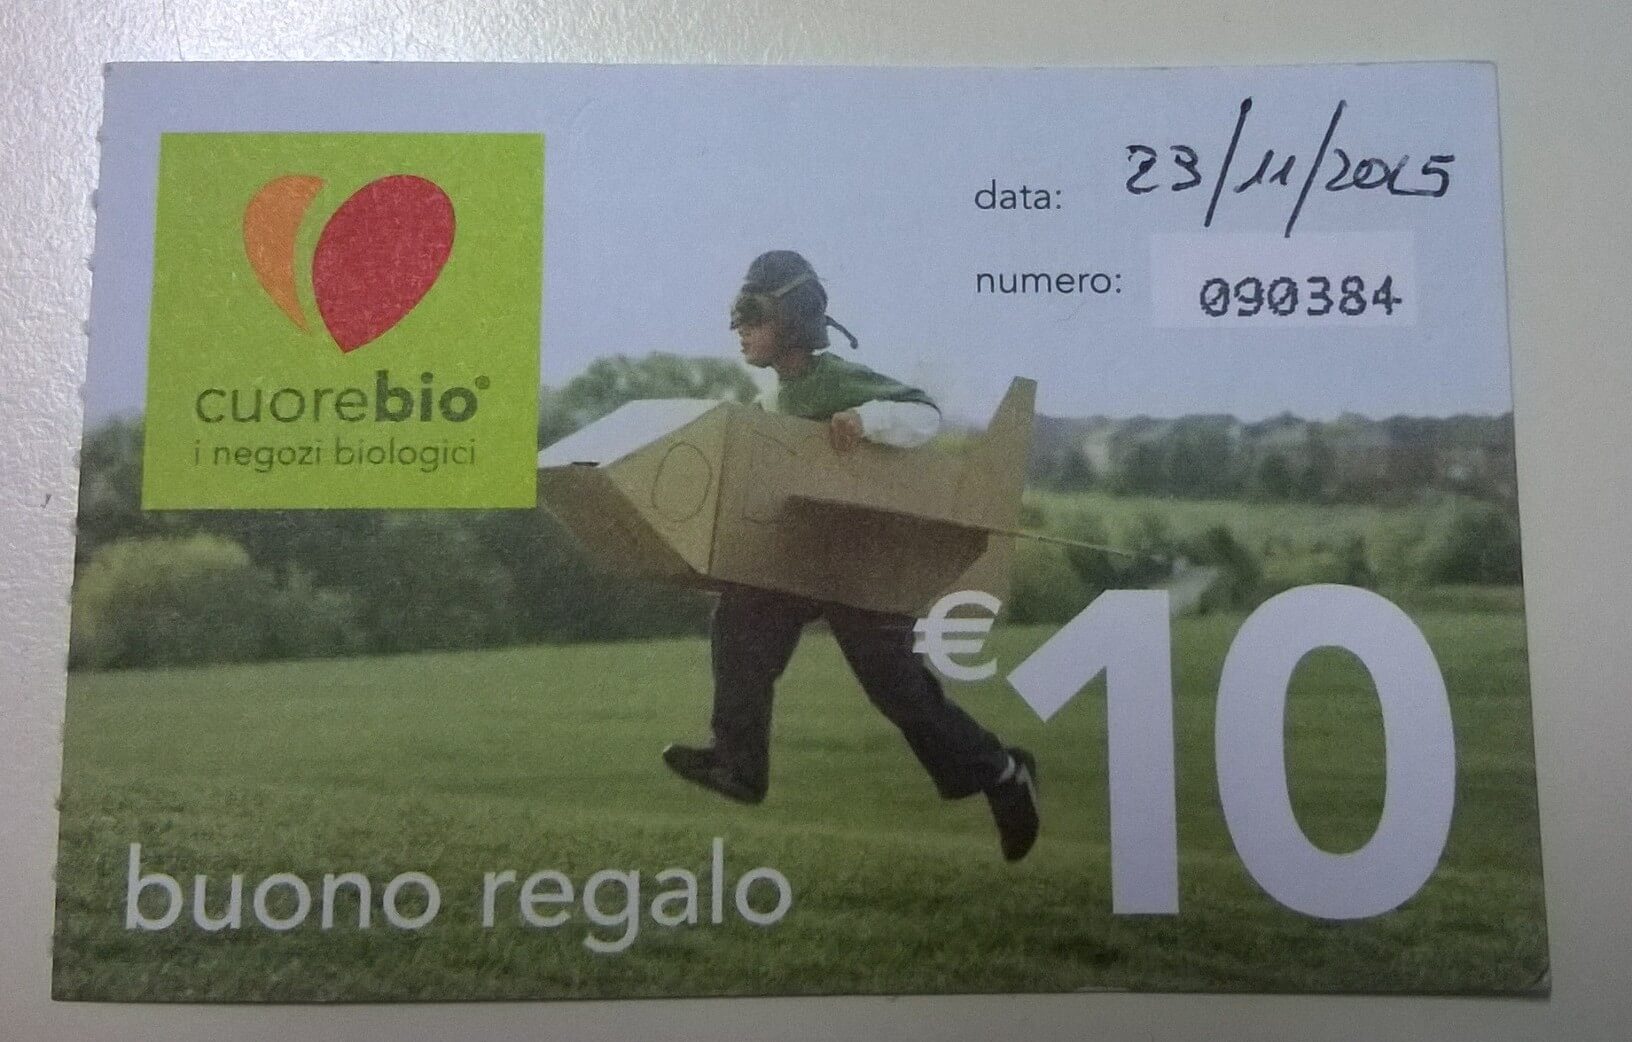 cuorebio®
i negozi biologici
data: 23/11/2015
numero: 090384
€10
buono regalo